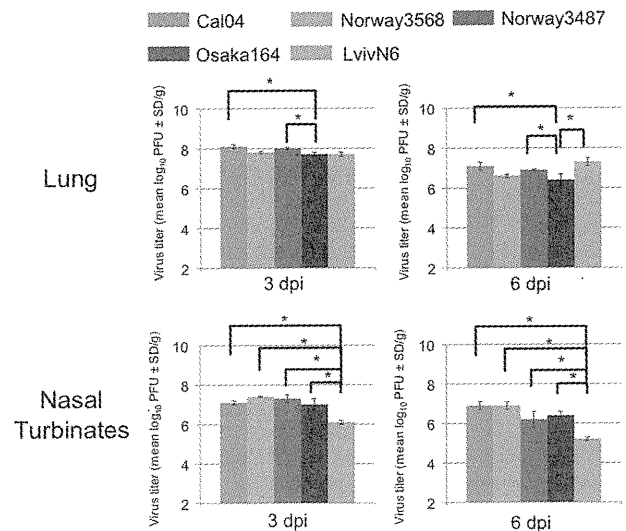 Cal04 Norway3568 Norway3487
Osaka164 LvivN6
Lung
Virus titer (mean log10 PFU ± SD/g)
10
8
6
4
2
* *
3 dpi
Virus titer (mean log10 PFU ± SD/g)
10
8
6
4
2
* * *
6 dpi
Nasal
Turbinates
Virus titer (mean log10 PFU ± SD/g)
10
8
6
4
2
* * * *
3 dpi
Virus titer (mean log10 PFU ± SD/g)
10
8
6
4
2
* * * *
6 dpi